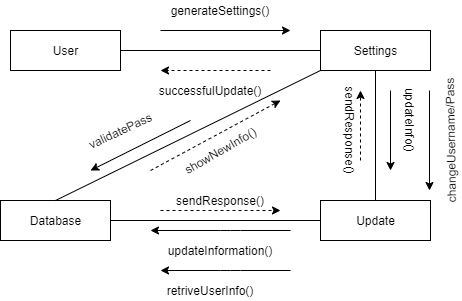 generateSettings()
User
Settings
successfulUpdate()
validatePass
showNewInfo()
sendResponse()
updateInfo()
changeUsername/Pass
Database
sendResponse()
Update
updateInformation()
retriveUserInfo()